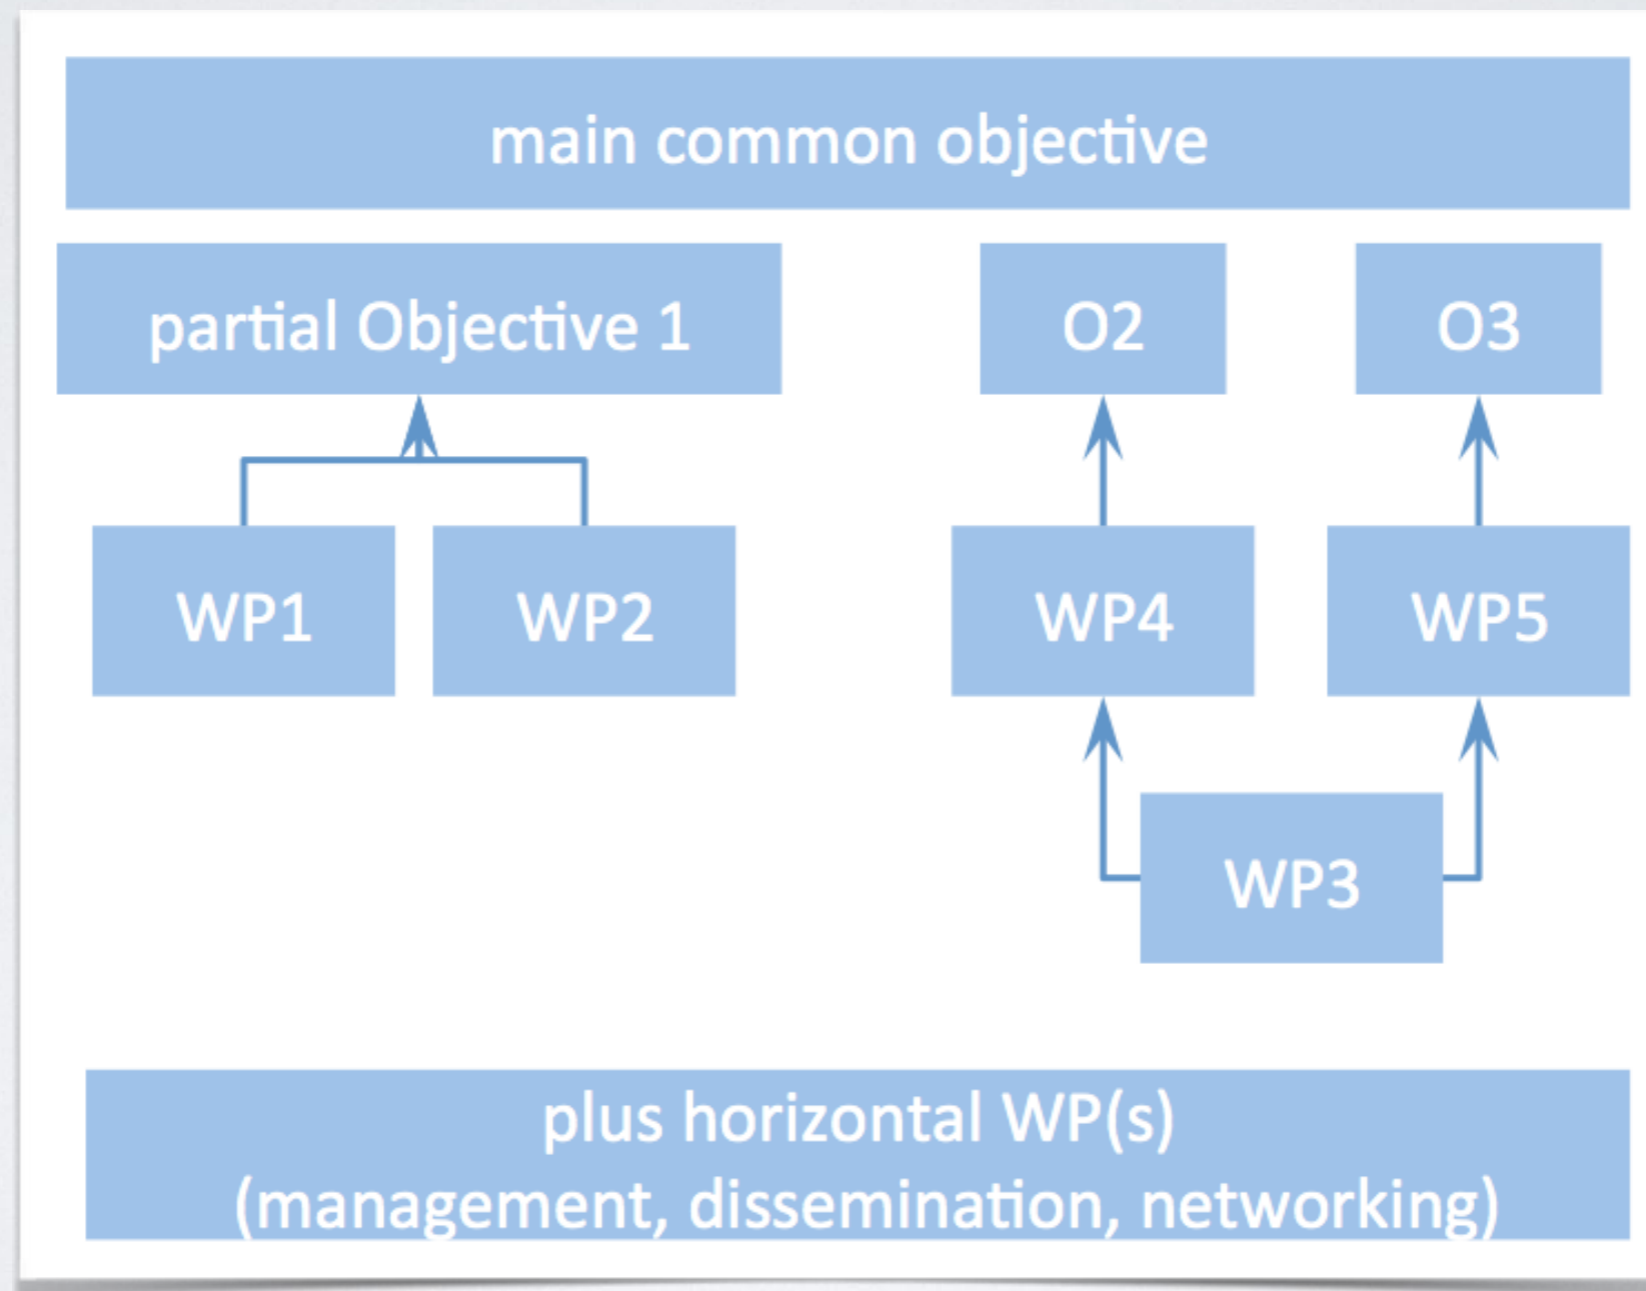 main common objective
partial Objective 1
O2
O3
WP1
WP2
WP4
WP5
WP3
plus horizontal WP(s)
(management, dissemination, networking)